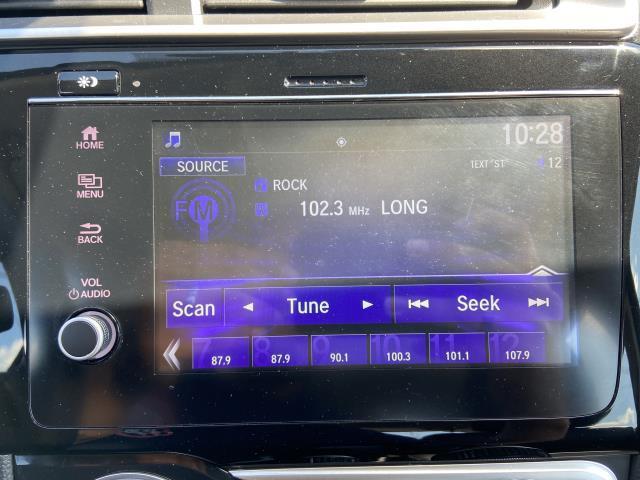 HOME
MENU
BACK
VOL
AUDIO
10:28
SOURCE
TEXT ST
12
FM
ROCK
102.3 MHz LONG
Scan
Tune
Seek
7 8 9 10 11 12
87.9 87.9 90.1 100.3 101.1 107.9